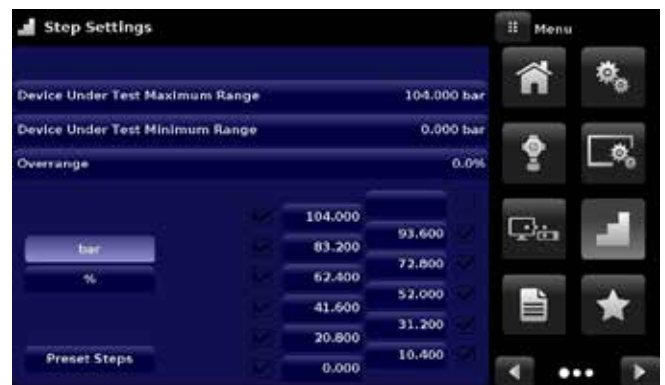 Step Settings
Menu
Device Under Test Maximum Range 104.000 bar
Device Under Test Minimum Range 0.000 bar
Overrange 0.0%
104.000
93.600
bar
83.200
72.800
%
62.400
52.000
41.600
31.200
20.800
Preset Steps
10.400
0.000